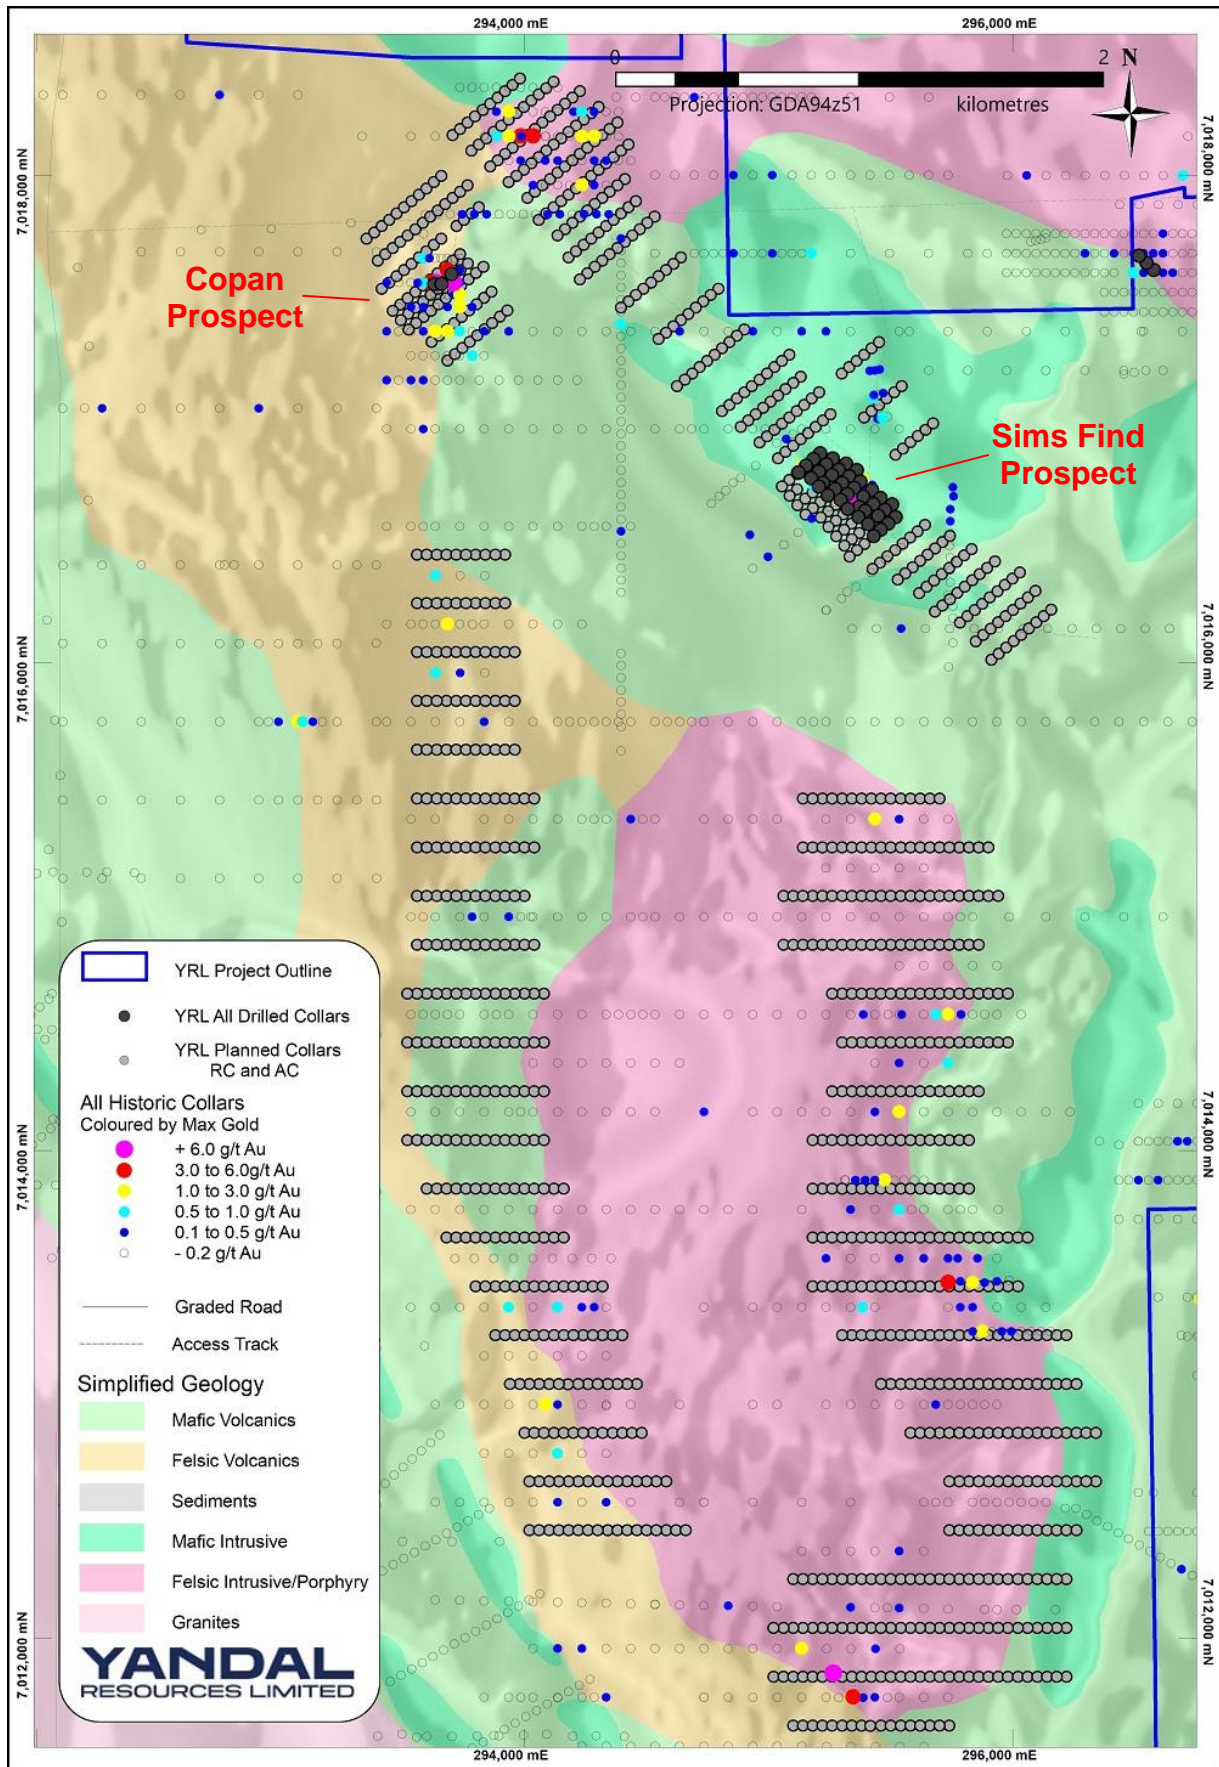 294,000 mE
296,000 mE
0
2
N
Projection: GDA94z51
kilometres
7,018,000 mN
7,018,000 mN
Copan
Prospect
Sims Find
Prospect
7,016,000 mN
7,016,000 mN
YRL Project Outline
YRL All Drilled Collars
YRL Planned Collars
RC and AC
All Historic Collars
Coloured by Max Gold
+ 6.0 g/t Au
3.0 to 6.0g/t Au
1.0 to 3.0 g/t Au
0.5 to 1.0 g/t Au
0.1 to 0.5 g/t Au
- 0.2 g/t Au
Graded Road
Access Track
Simplified Geology
Mafic Volcanics
Felsic Volcanics
Sediments
Mafic Intrusive
Felsic Intrusive/Porphyry
Granites
YANDAL
RESOURCES LIMITED
7,014,000 mN
7,014,000 mN
7,012,000 mN
7,012,000 mN
294,000 mE
296,000 mE